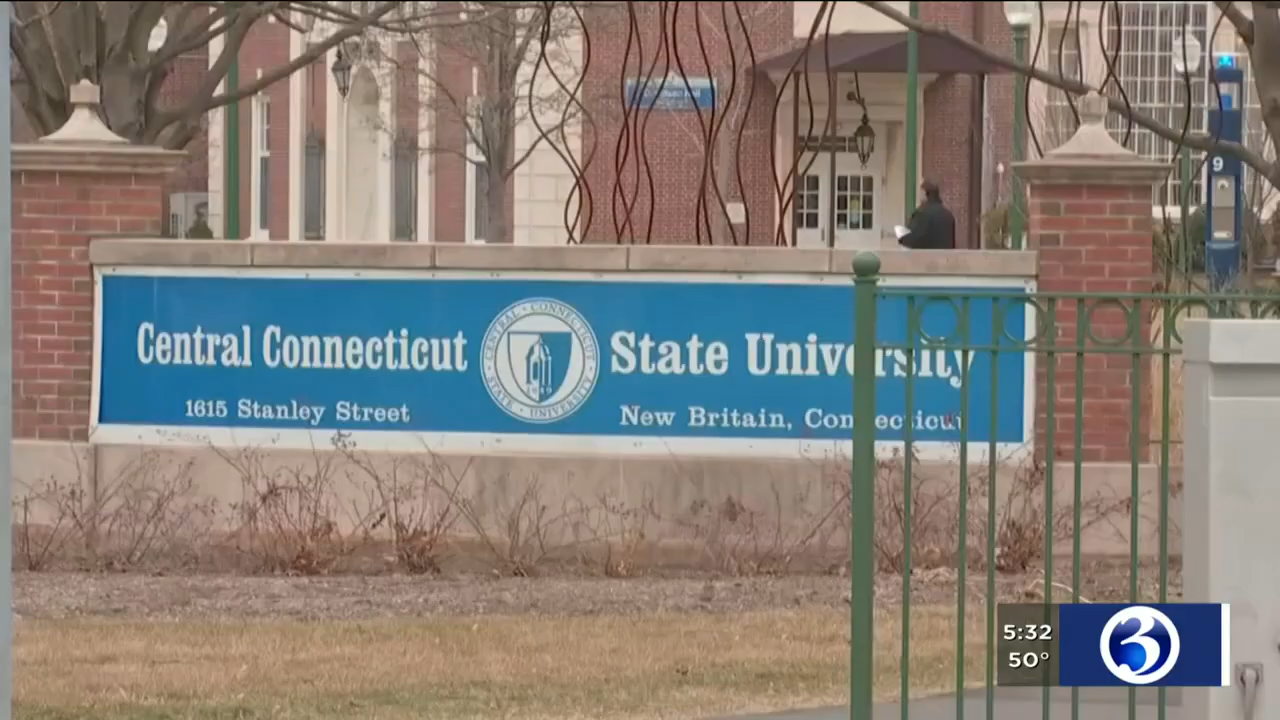 9
Central Connecticut State University
CENTRAL · CONNECTICUT
STATE · UNIVERSITY
1849
1615 Stanley Street New Britain, Connecticut
5:32
50°
3